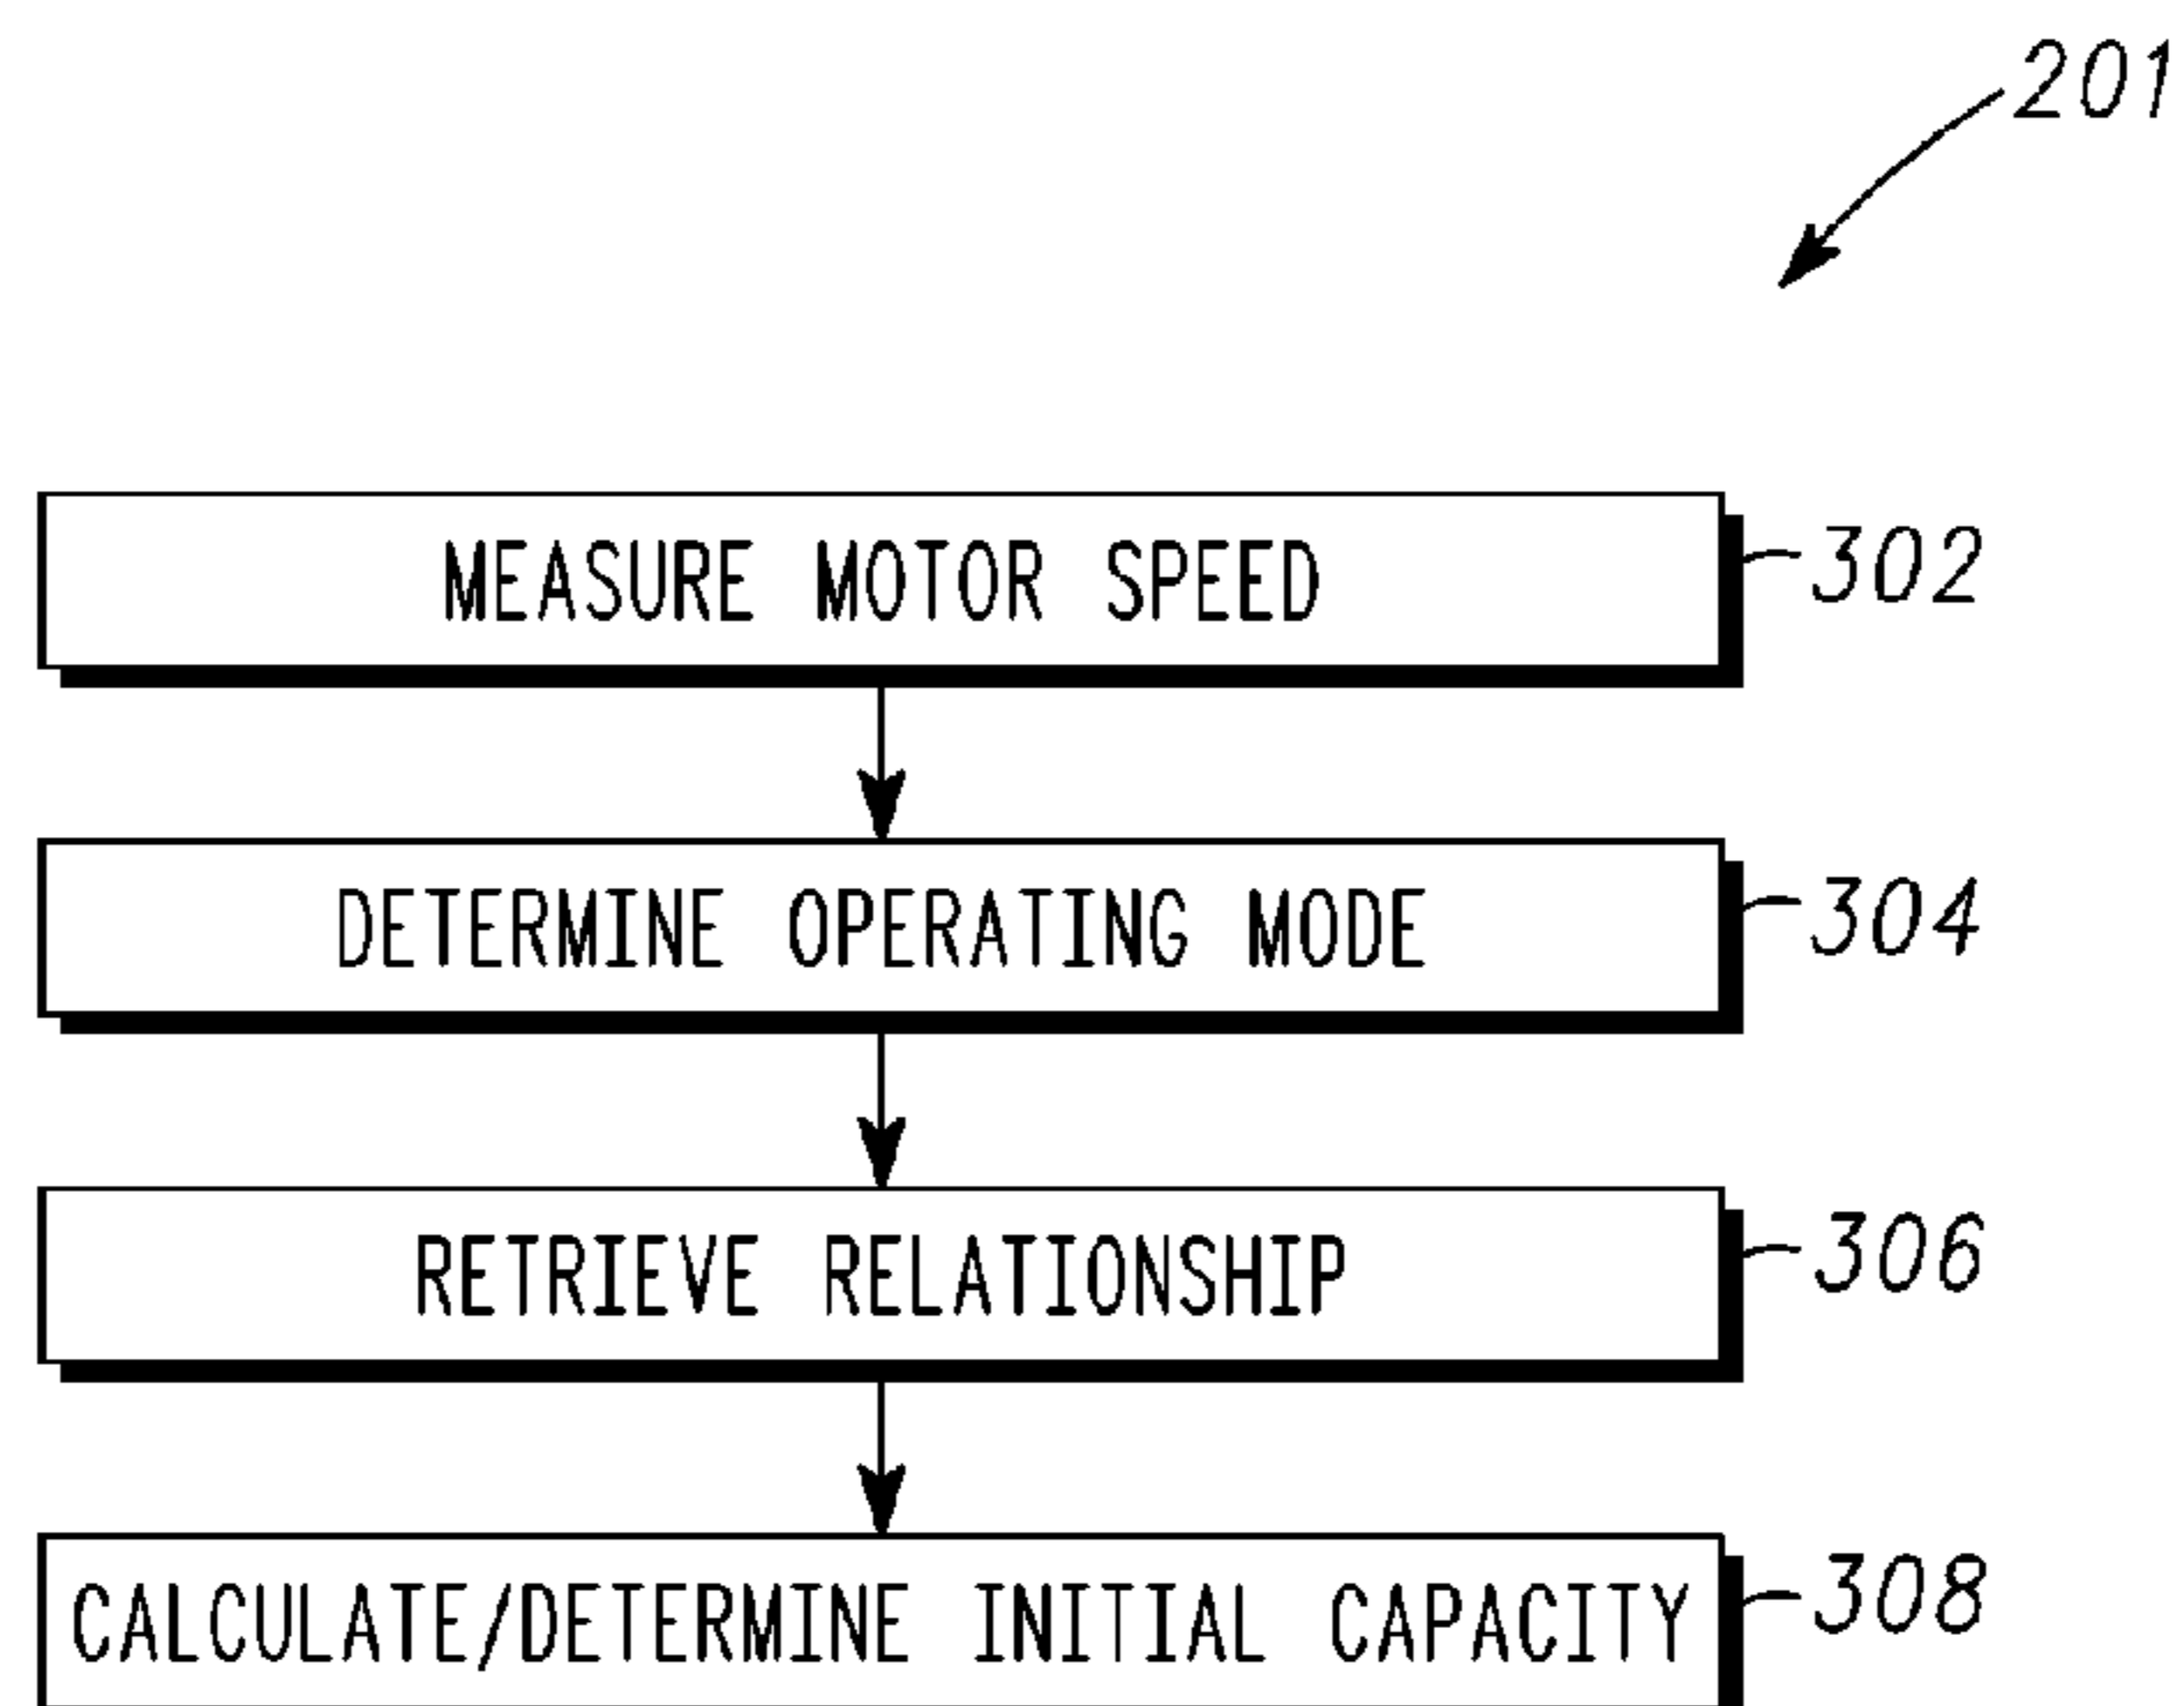 201
MEASURE MOTOR SPEED
302
DETERMINE OPERATING MODE
304
RETRIEVE RELATIONSHIP
306
CALCULATE/DETERMINE INITIAL CAPACITY
308